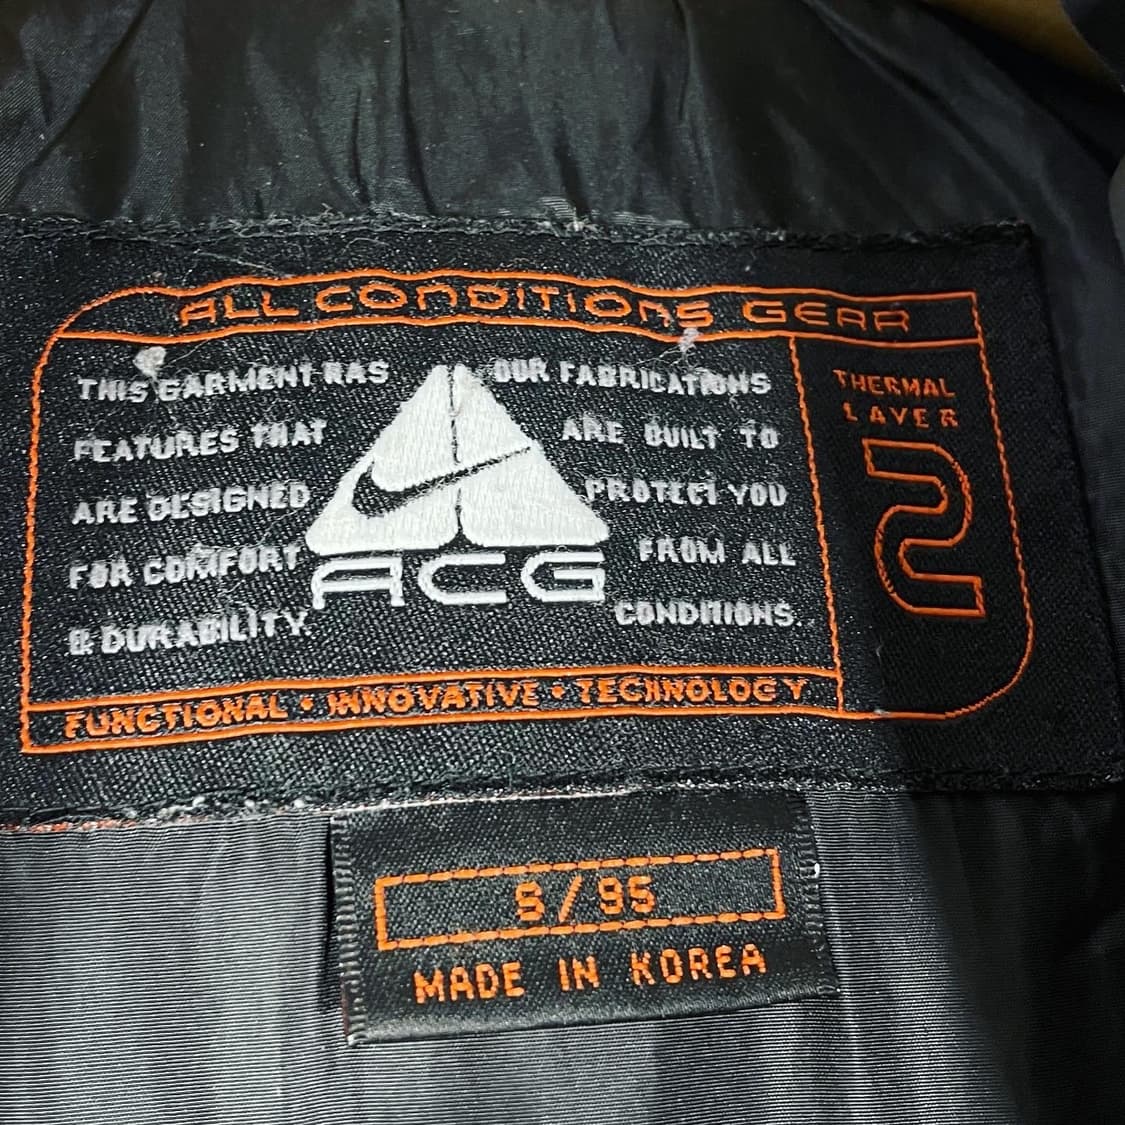 ALL CONDITIONS GEAR
THIS GARMENT HAS
FEATURES THAT
ARE DESIGNED
FOR COMFORT
& DURABILITY.
ACG
OUR FABRICATIONS
ARE BUILT TO
PROTECT YOU
FROM ALL
CONDITIONS.
THERMAL
LAYER
2
FUNCTIONAL • INNOVATIVE • TECHNOLOGY
S/95
MADE IN KOREA